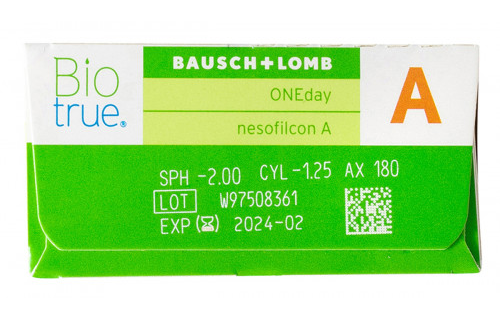 Bio
true®
BAUSCH+LOMB
ONEday
nesofilcon A
A
SPH -2.00 CYL-1.25 AX 180
LOT W97508361
EXP (⌛) 2024-02